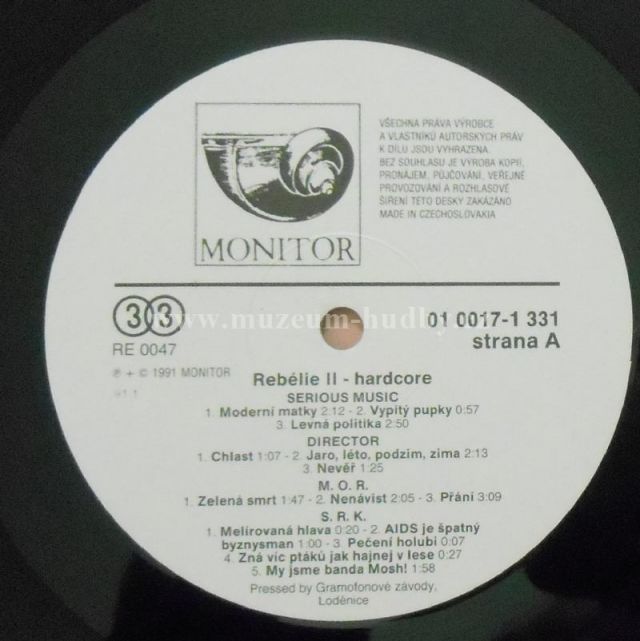 VŠECHNA PRÁVA VÝROBCE
A VLASTNÍKŮ AUTORSKÝCH PRÁV
K DÍLU JSOU VYHRAZENA.
BEZ SOUHLASU JE VÝROBA KOPIÍ,
PRONÁJEM, PŮJČOVÁNÍ, VEŘEJNÉ
PROVOZOVÁNÍ A ROZHLASOVÉ
ŠÍŘENÍ TÉTO DESKY ZAKÁZÁNO
MADE IN CZECHOSLOVAKIA
MONITOR
33
01 0017-1 331
www.muzeum-hudby.cz
RE 0047
strana A
℗ + © 1991 MONITOR
91 1
Rebélie II - hardcore
SERIOUS MUSIC
1. Moderní matky 2:12 - 2. Vypitý pupky 0:57
3. Levná politika 2:50
DIRECTOR
1. Chlast 1:07 - 2. Jaro, léto, podzim, zima 2:13
3. Nevěř 1:25
M. O. R.
1. Zelená smrt 1:47 - 2. Nenávist 2:05 - 3. Přání 3:09
S. R. K.
1. Melírovaná hlava 0:20 - 2. AIDS je špatný
byznysman 1:00 - 3. Pečení holubi 0:07
4. Zná víc ptáků jak hajnej v lese 0:27
5. My jsme banda Mosh! 1:58
Pressed by Gramofonové závody,
Loděnice